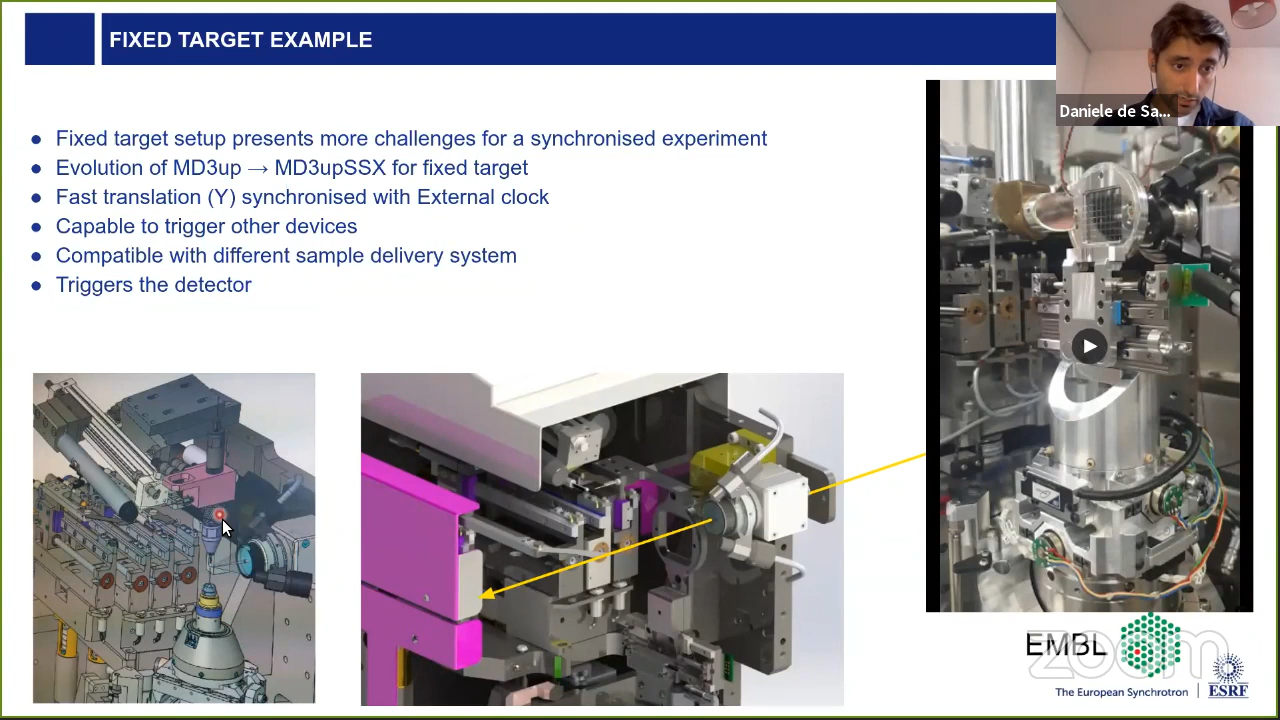 FIXED TARGET EXAMPLE
Daniele de Sa...
● Fixed target setup presents more challenges for a synchronised experiment
● Evolution of MD3up → MD3upSSX for fixed target
● Fast translation (Y) synchronised with External clock
● Capable to trigger other devices
● Compatible with different sample delivery system
● Triggers the detector
EMBL
zoom
The European Synchrotron
ESRF